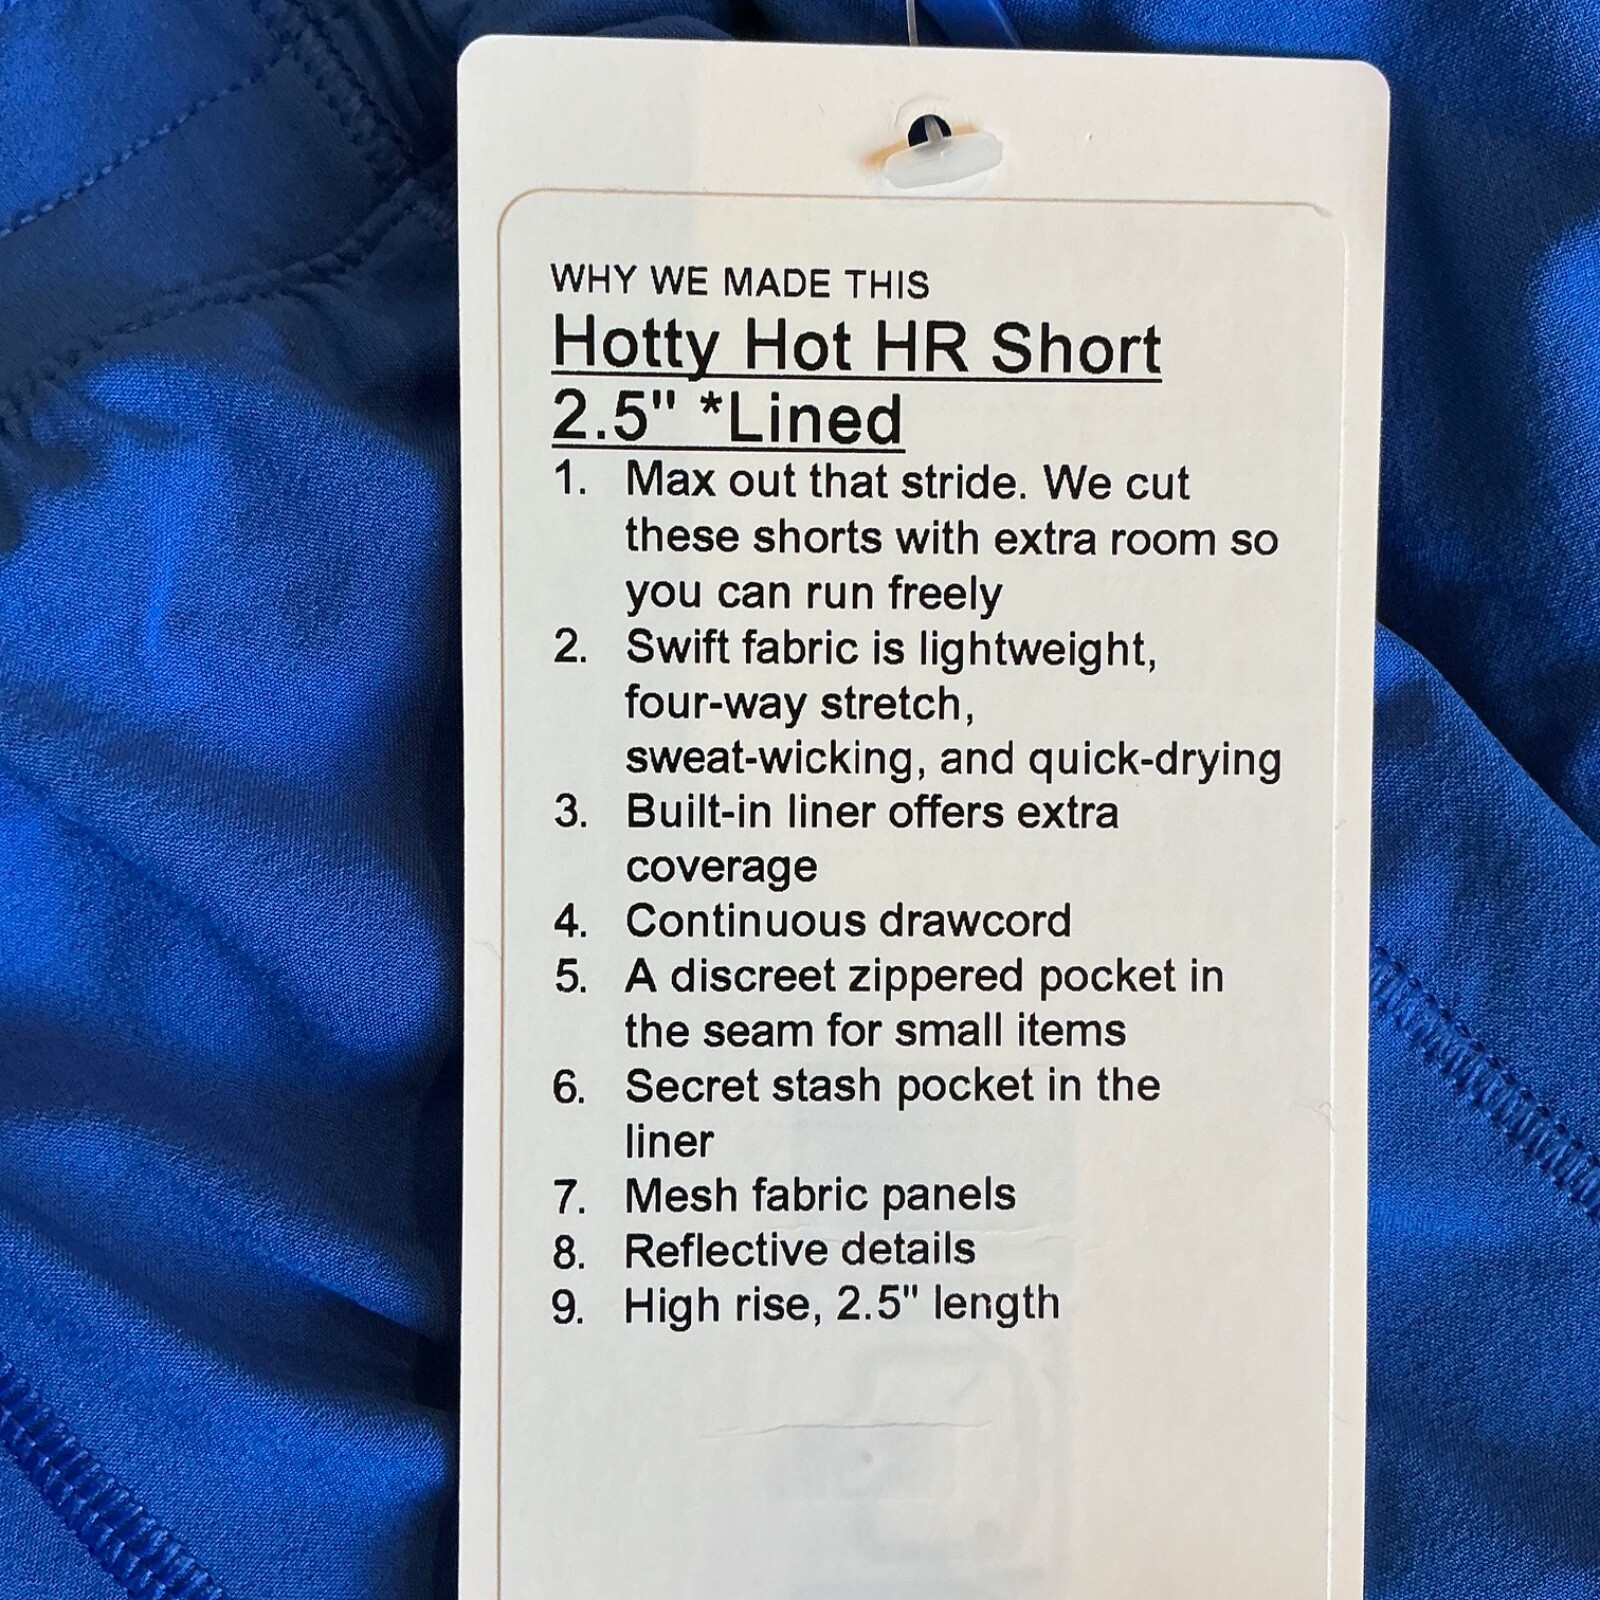 WHY WE MADE THIS
Hotty Hot HR Short
2.5" *Lined
1. Max out that stride. We cut
these shorts with extra room so
you can run freely
2. Swift fabric is lightweight,
four-way stretch,
sweat-wicking, and quick-drying
3. Built-in liner offers extra
coverage
4. Continuous drawcord
5. A discreet zippered pocket in
the seam for small items
6. Secret stash pocket in the
liner
7. Mesh fabric panels
8. Reflective details
9. High rise, 2.5" length